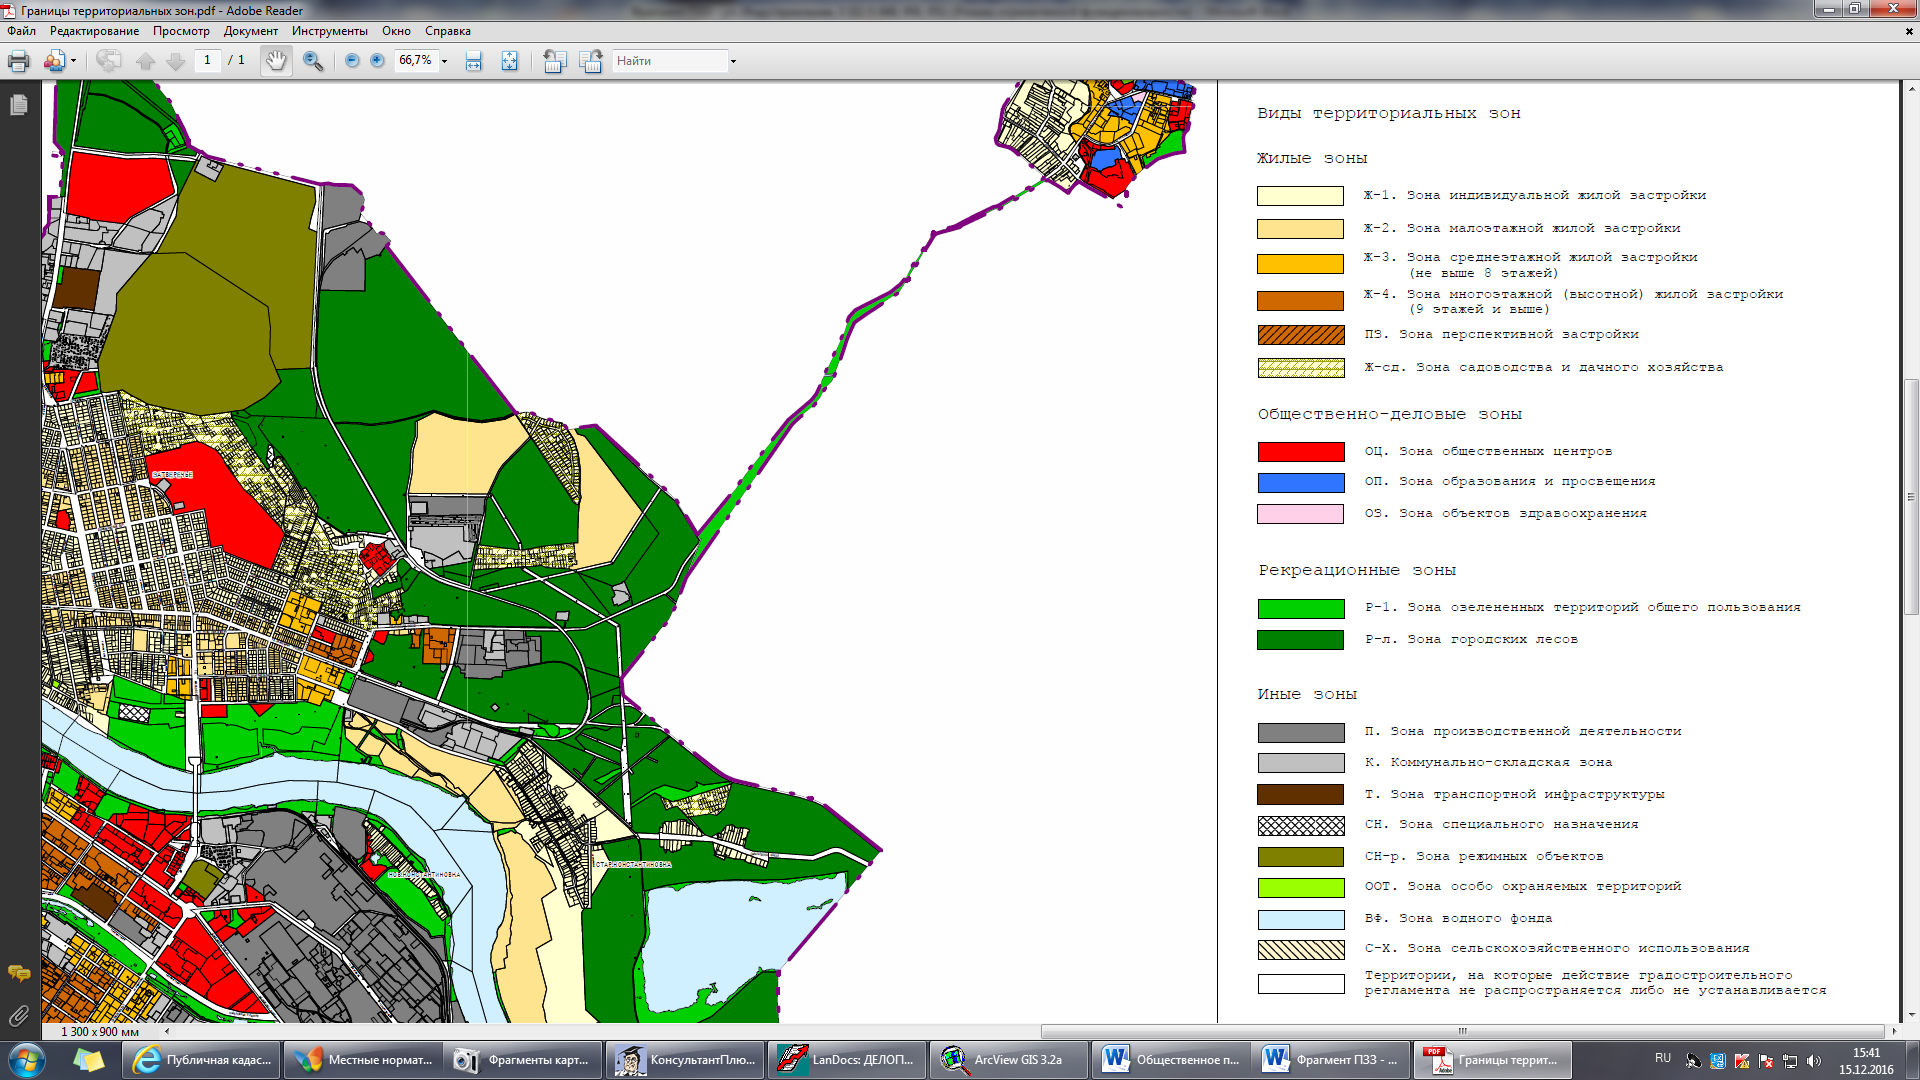 Границы территориальных зон.pdf - Adobe Reader
Файл Редактирование Просмотр Документ Инструменты Окно Справка
1 / 1 66,7% Найти
Виды территориальных зон
Жилые зоны
Ж-1. Зона индивидуальной жилой застройки
Ж-2. Зона малоэтажной жилой застройки
Ж-3. Зона среднеэтажной жилой застройки
(не выше 8 этажей)
Ж-4. Зона многоэтажной (высотной) жилой застройки
(9 этажей и выше)
ПЗ. Зона перспективной застройки
Ж-сд. Зона садоводства и дачного хозяйства
Общественно-деловые зоны
ОЦ. Зона общественных центров
ОП. Зона образования и просвещения
ОЗ. Зона объектов здравоохранения
Рекреационные зоны
Р-1. Зона озелененных территорий общего пользования
Р-л. Зона городских лесов
Иные зоны
П. Зона производственной деятельности
К. Коммунально-складская зона
Т. Зона транспортной инфраструктуры
СН. Зона специального назначения
СН-р. Зона режимных объектов
ООТ. Зона особо охраняемых территорий
ВФ. Зона водного фонда
С-Х. Зона сельскохозяйственного использования
Территории, на которые действие градостроительного
регламента не распространяется либо не устанавливается
ЗАТВЕРЕЧЬЕ
СТАРОКОНСТАНТИНОВКА
НОВОКОНСТАНТИНОВКА
1 300 x 900 мм
Публичная кадас...
Местные нормат...
Фрагменты карт...
КонсультантПлю...
LanDocs: ДЕЛОП...
ArcView GIS 3.2a
Общественное п...
Фрагмент ПЗЗ - ...
Границы террит...
RU
15:41
15.12.2016